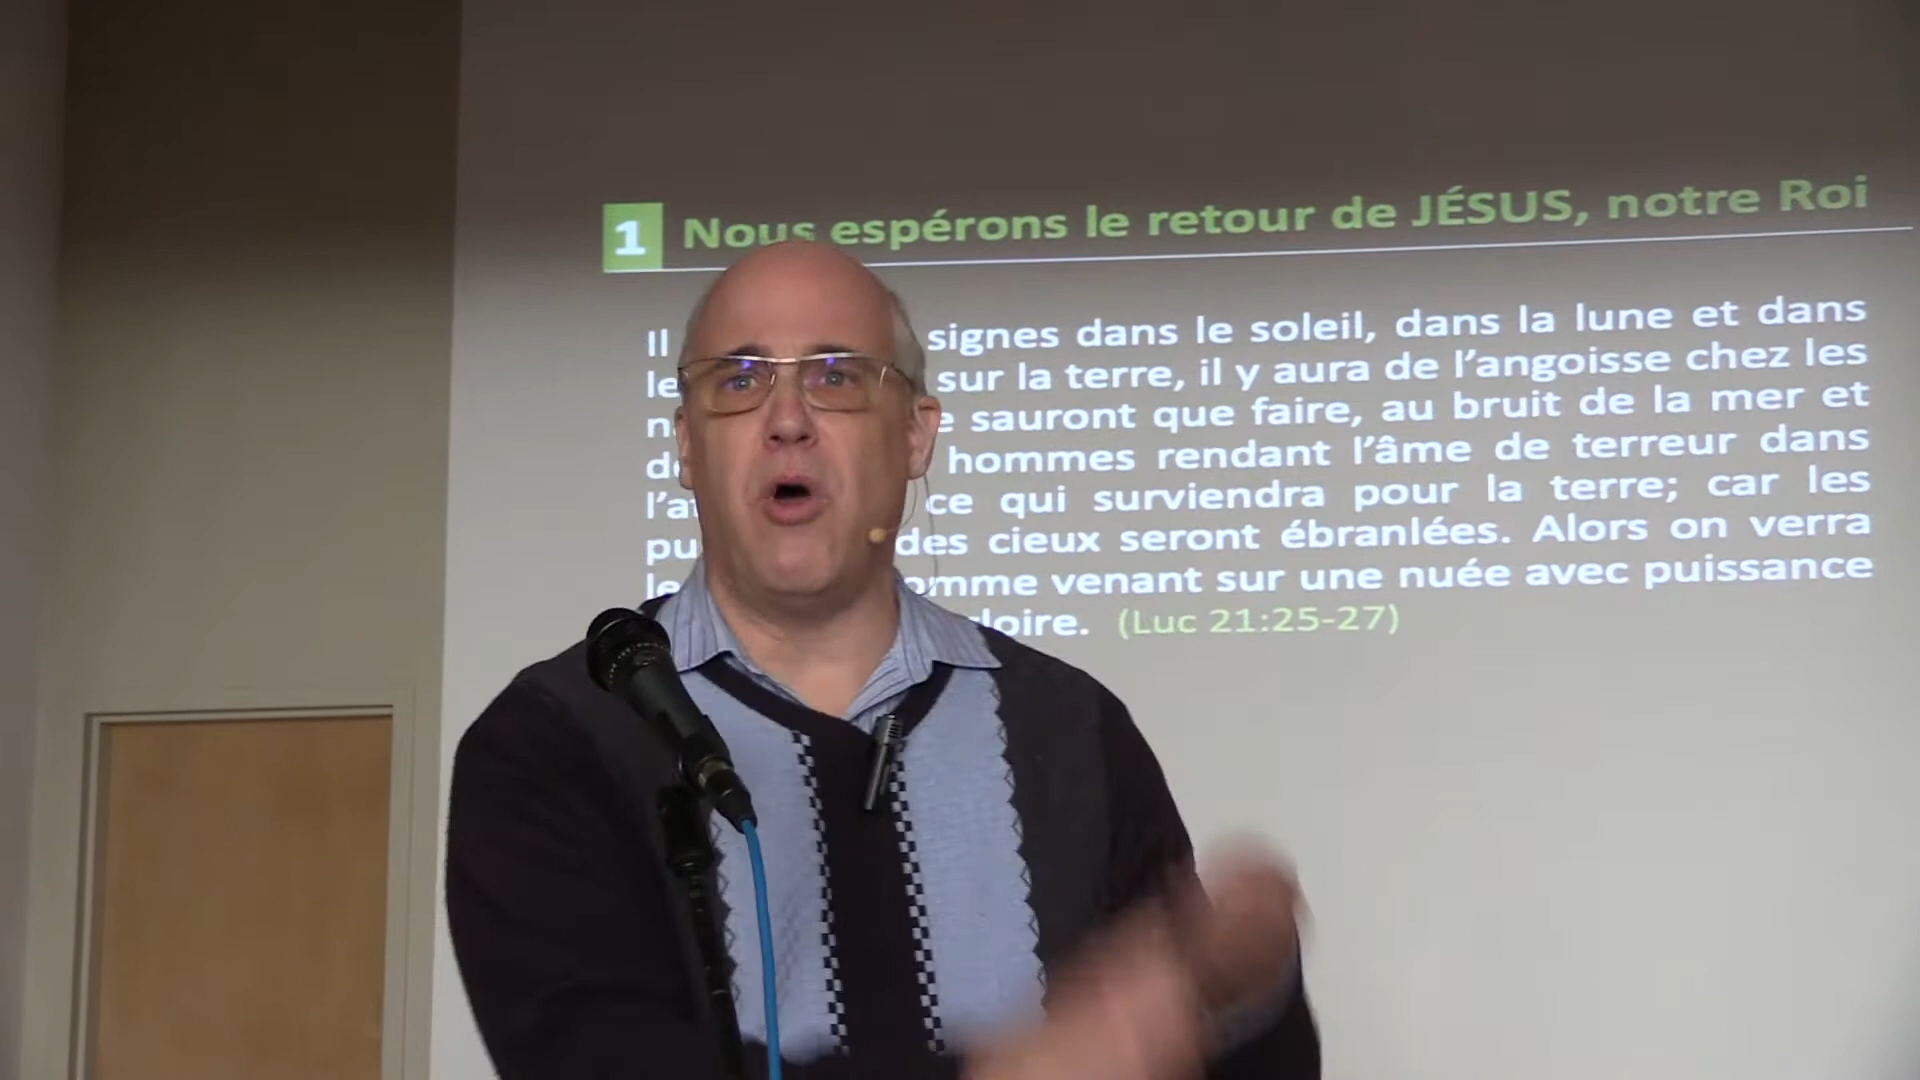 1 Nous espérons le retour de JÉSUS, notre Roi
Il signes dans le soleil, dans la lune et dans
sur la terre, il y aura de l’angoisse chez les
sauront que faire, au bruit de la mer et
hommes rendant l’âme de terreur dans
ce qui surviendra pour la terre; car les
des cieux seront ébranlées. Alors on verra
venant sur une nuée avec puissance
(Luc 21:25-27)